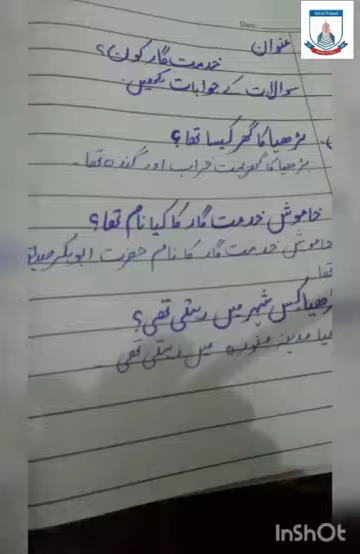 Date:
عنوان
خدمت گار کون؟
سوالات کے جوابات لکھیں۔
بڑھیا کا گھر کیسا تھا؟
بڑھیا کا گھر بہت خراب اور گندہ تھا۔
خاموش خدمت گار کا کیا نام تھا؟
خاموش خدمت گار کا نام حضرت ابوبکر صدیق
تھا
بڑھیا کس شہر میں رہتی تھی؟
مدینہ منورہ میں رہتی تھی۔
InShOt